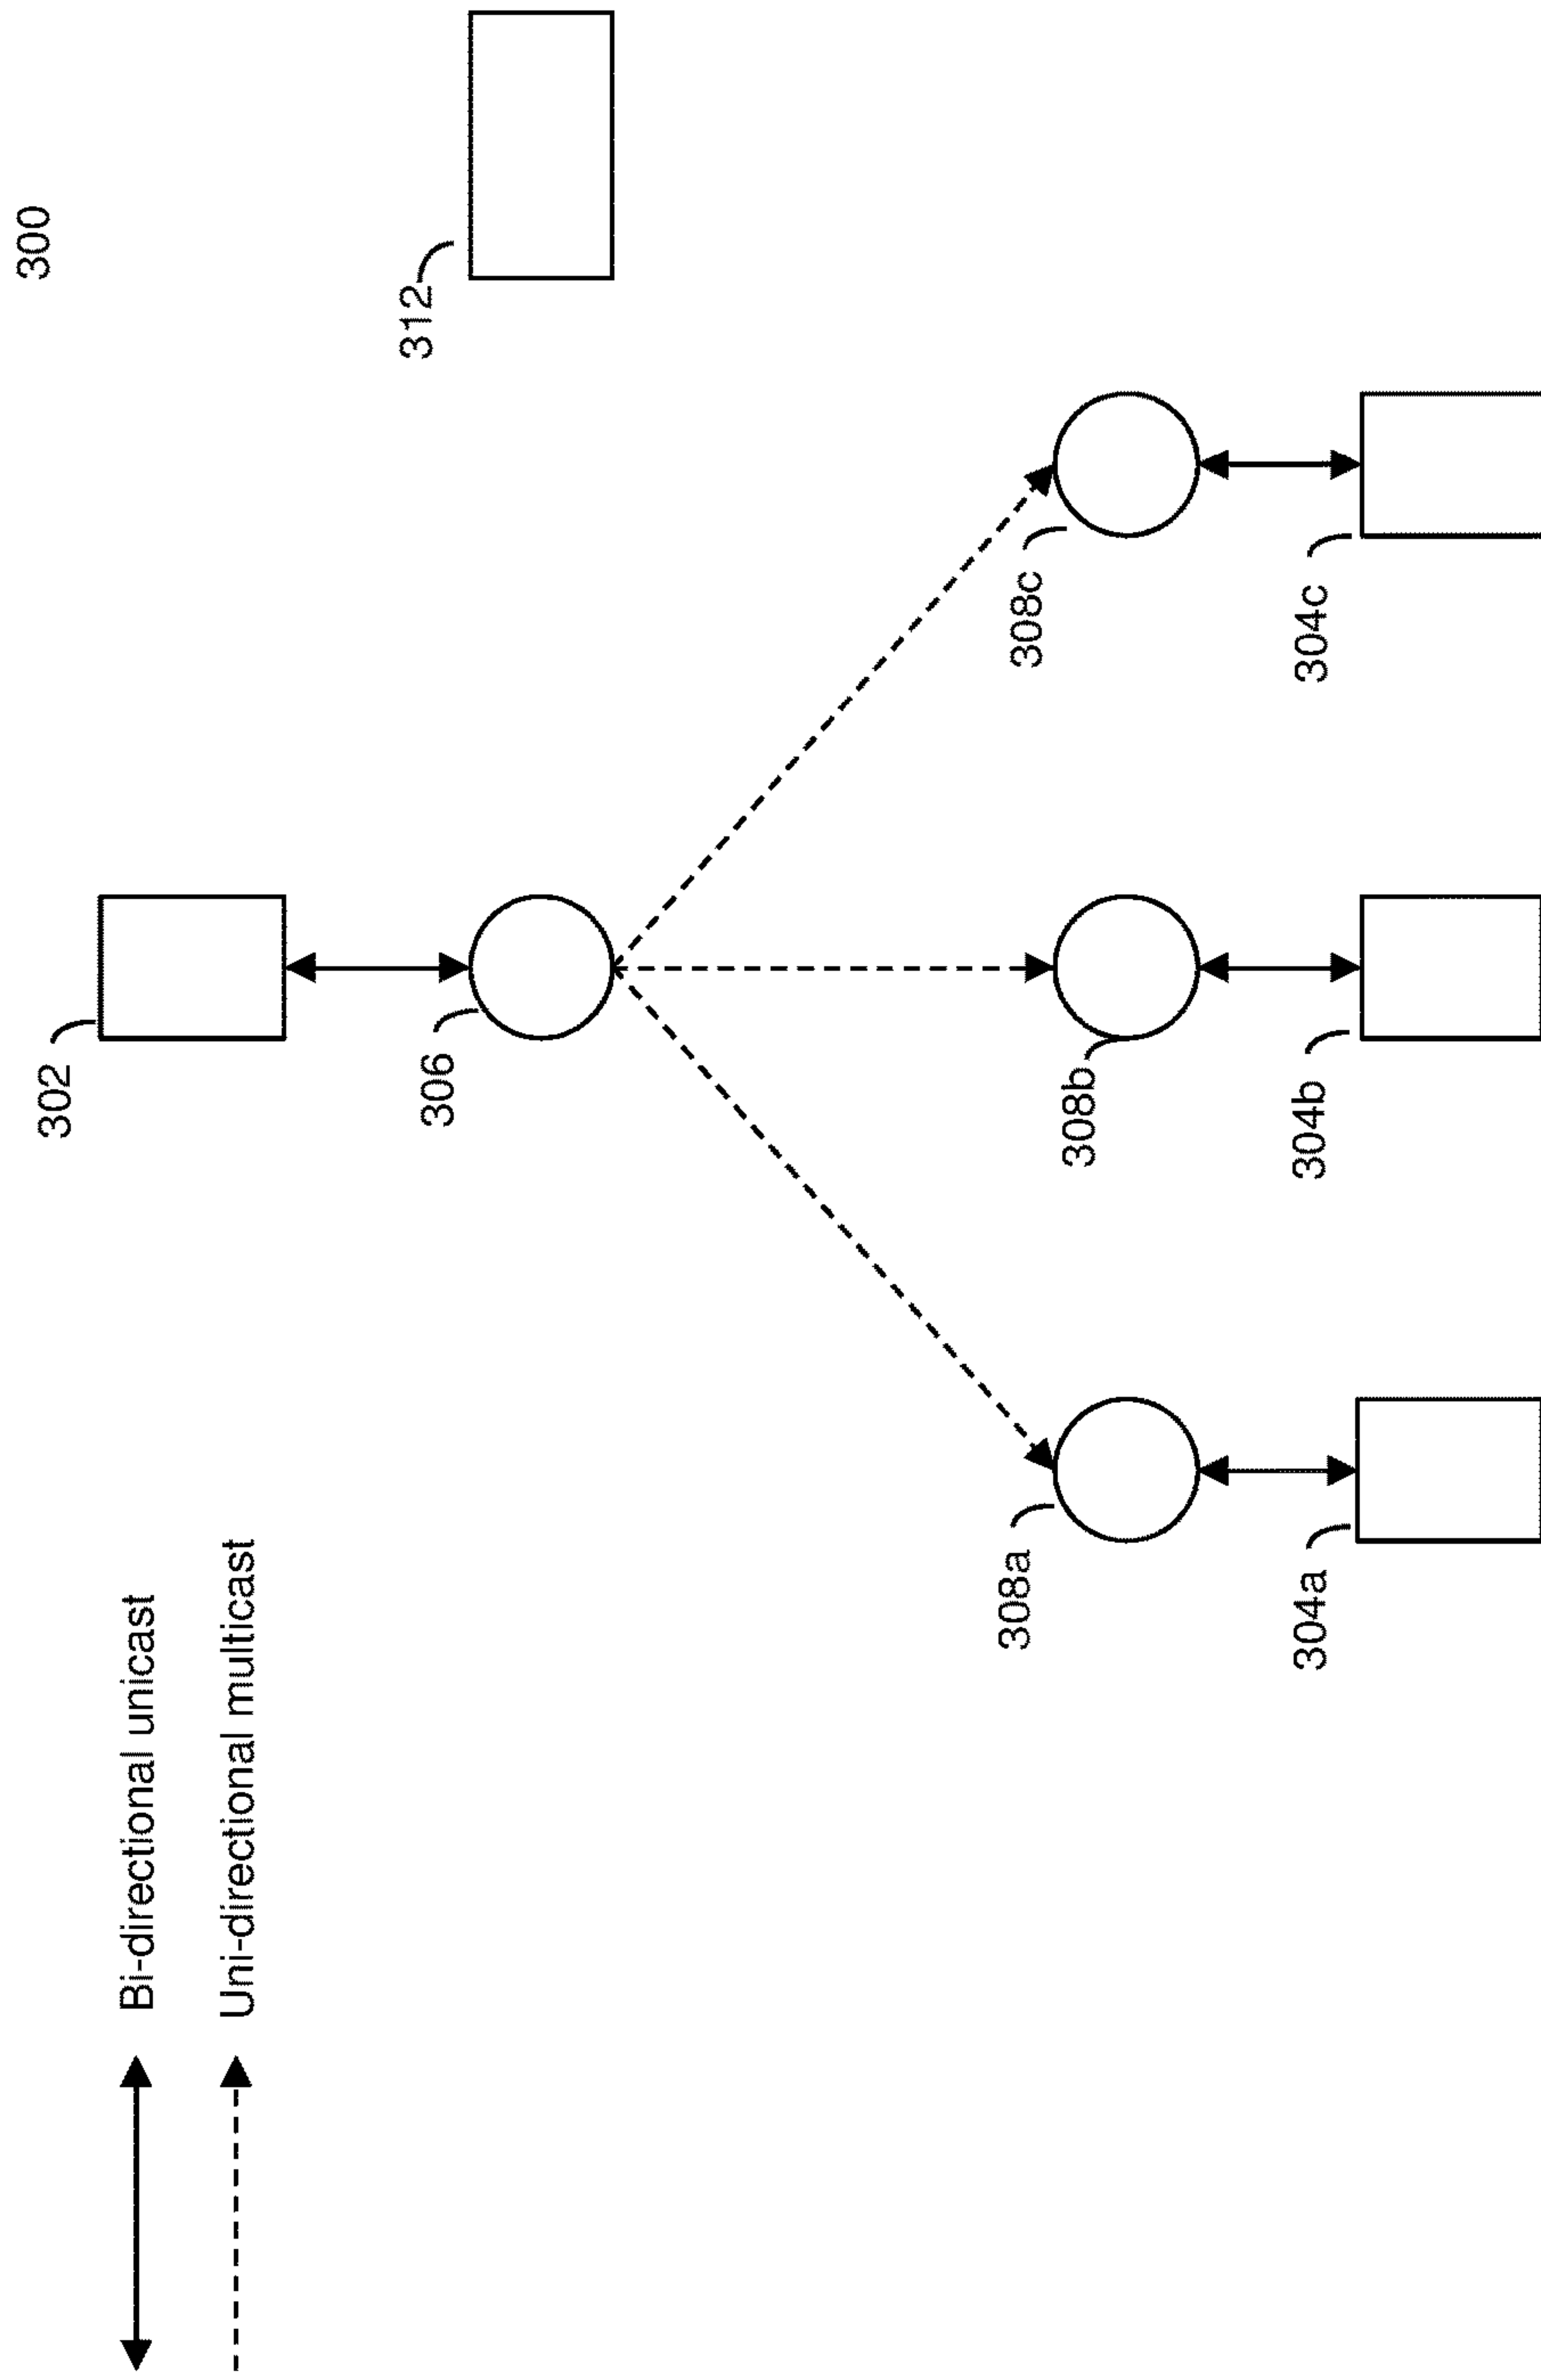 Bi-directional unicast
Uni-directional multicast
300
302
306
312
308a
308b
308c
304a
304b
304c